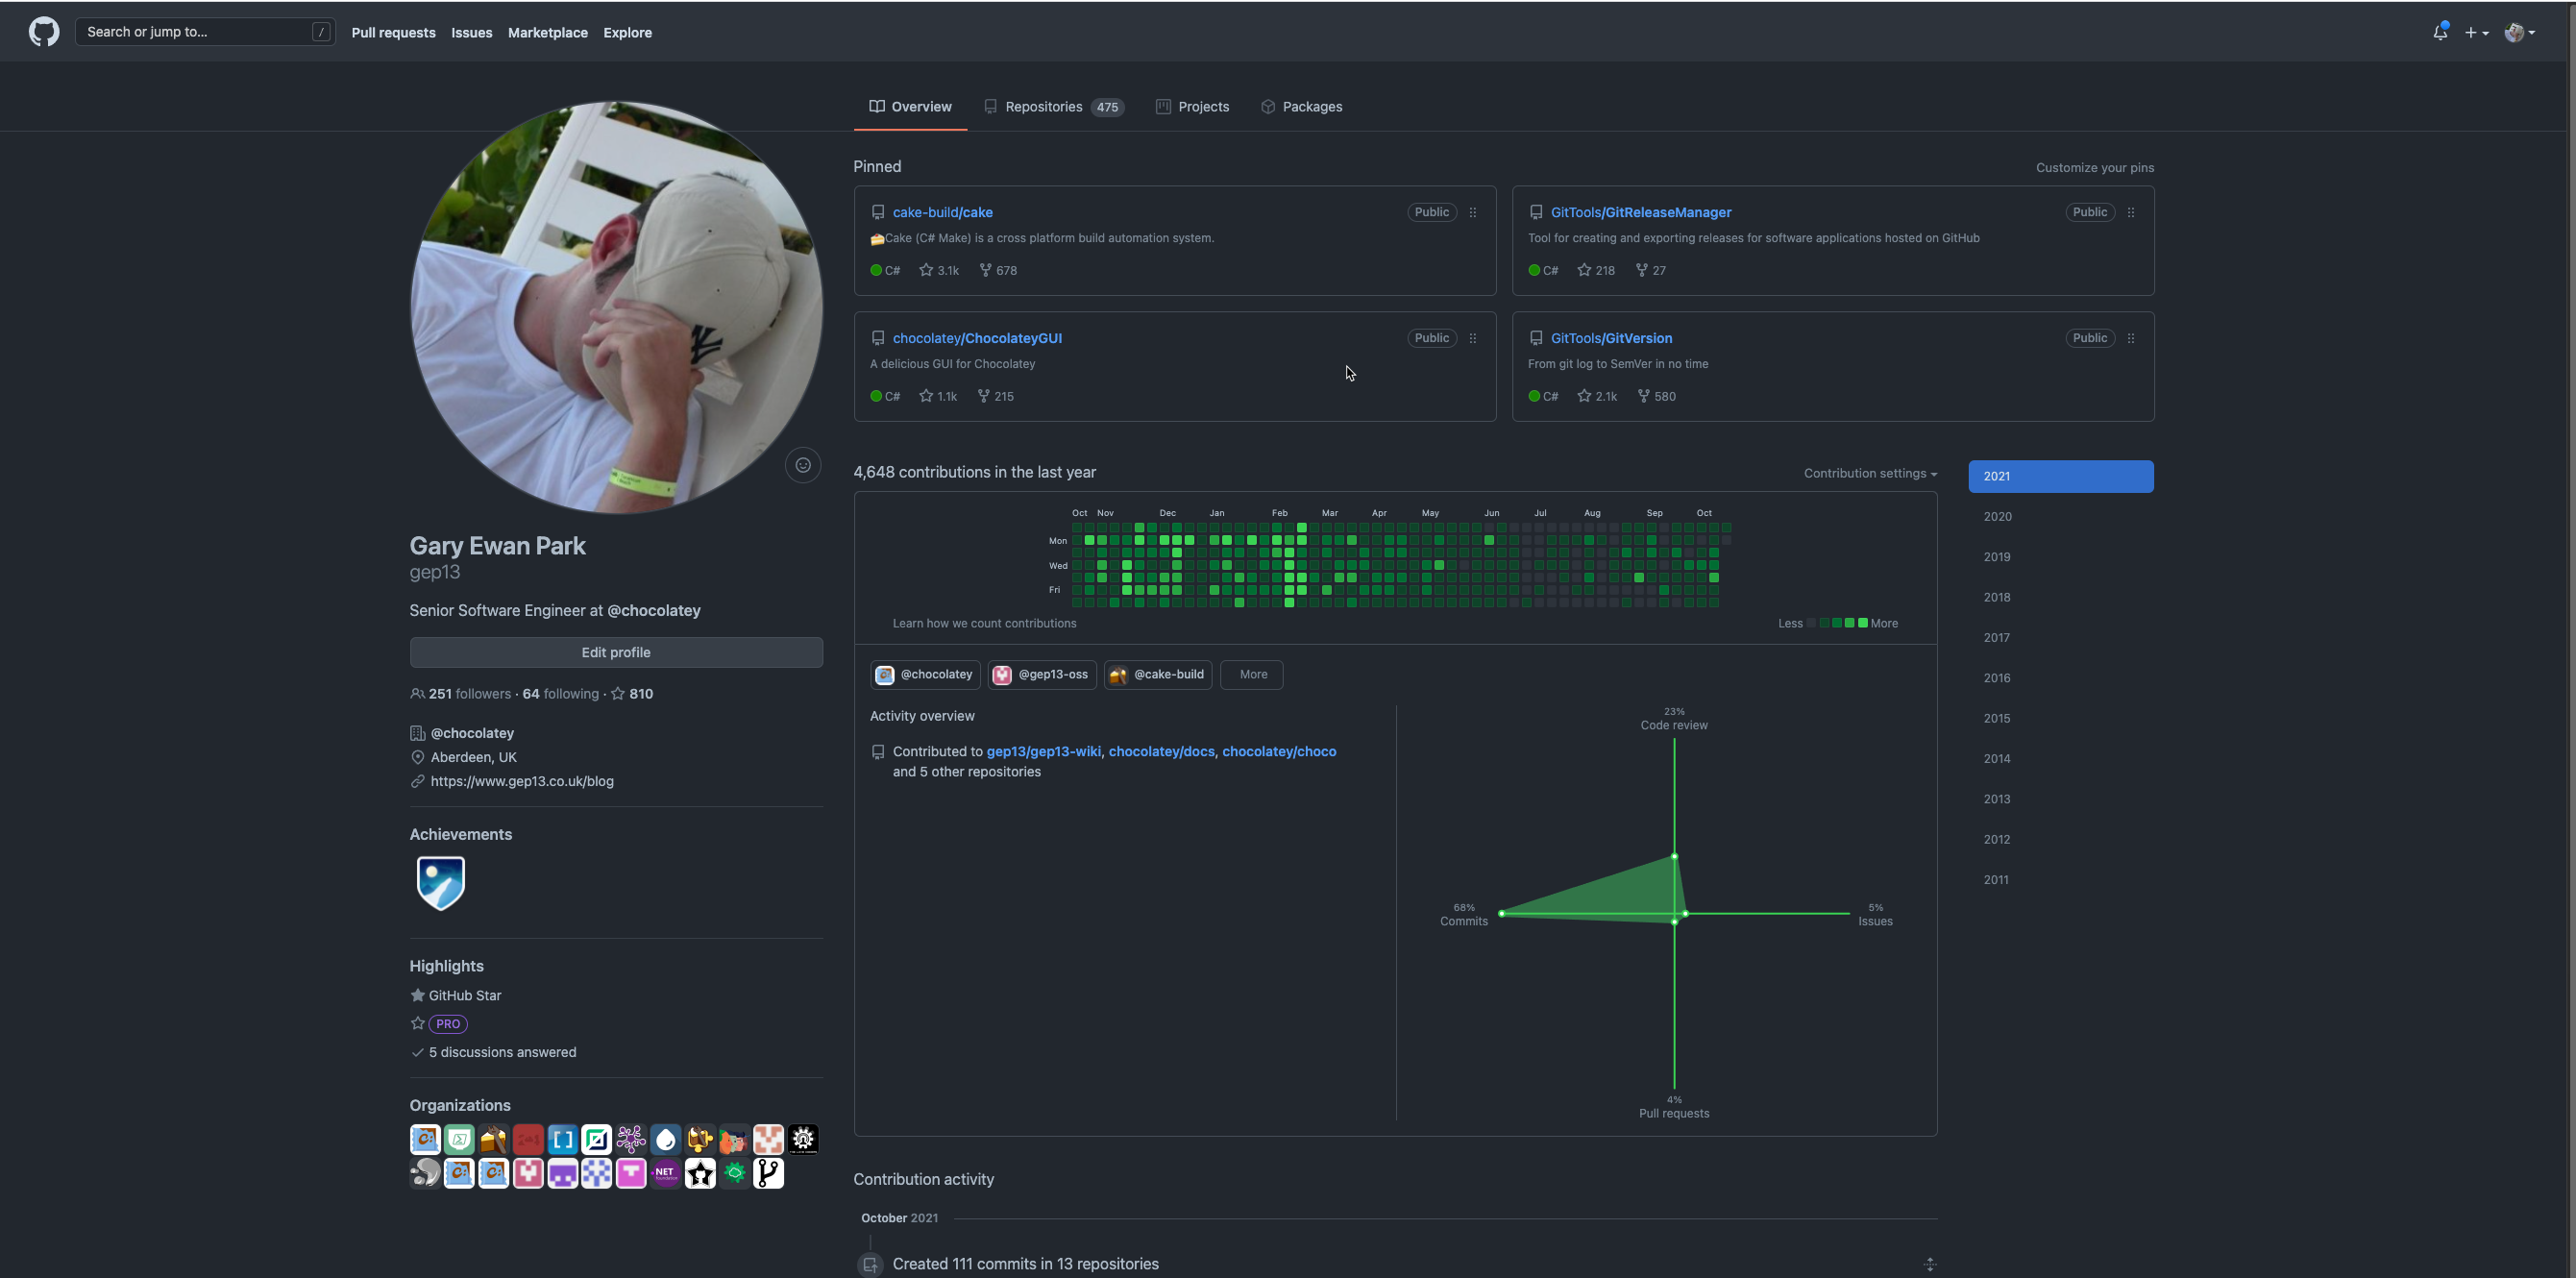 Search or jump to... /
Pull requests Issues Marketplace Explore
Overview Repositories 475 Projects Packages
Pinned
Customize your pins
cake-build/cake Public
🍰Cake (C# Make) is a cross platform build automation system.
C# 3.1k 678
GitTools/GitReleaseManager Public
Tool for creating and exporting releases for software applications hosted on GitHub
C# 218 27
chocolatey/ChocolateyGUI Public
A delicious GUI for Chocolatey
C# 1.1k 215
GitTools/GitVersion Public
From git log to SemVer in no time
C# 2.1k 580
Gary Ewan Park
gep13
Senior Software Engineer at @chocolatey
Edit profile
251 followers · 64 following · 810
@chocolatey
Aberdeen, UK
https://www.gep13.co.uk/blog
Achievements
Highlights
GitHub Star
PRO
5 discussions answered
Organizations
NET
4,648 contributions in the last year
Contribution settings
Oct Nov Dec Jan Feb Mar Apr May Jun Jul Aug Sep Oct
Mon
Wed
Fri
Learn how we count contributions
Less More
@chocolatey @gep13-oss @cake-build More
Activity overview
Contributed to gep13/gep13-wiki, chocolatey/docs, chocolatey/choco
and 5 other repositories
23%
Code review
68%
Commits
5%
Issues
4%
Pull requests
Contribution activity
October 2021
Created 111 commits in 13 repositories
2021
2020
2019
2018
2017
2016
2015
2014
2013
2012
2011